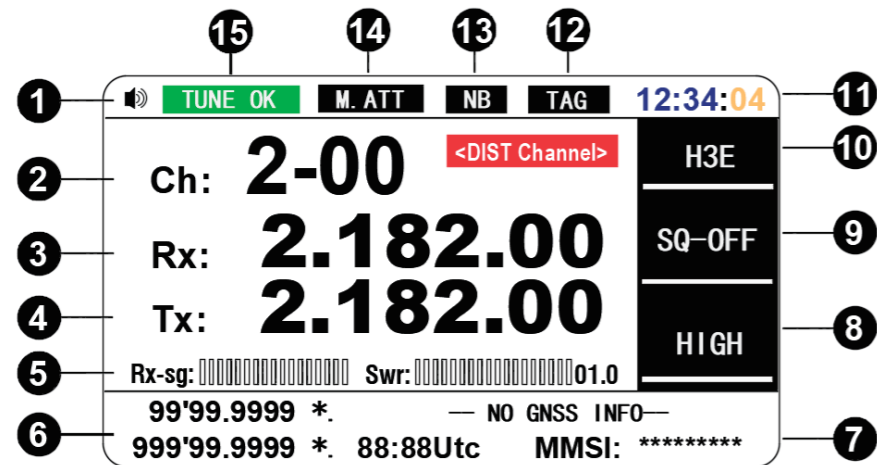 15 14 13 12
1 TUNE OK M.ATT NB TAG 12:34:04 11
2 Ch: 2-00 <DIST Channel> H3E 10
3 Rx: 2.182.00 SQ-OFF 9
4 Tx: 2.182.00 HIGH 8
5 Rx-sg: Swr: 01.0
6 99'99.9999 *. -- NO GNSS INFO--
999'99.9999 *. 88:88Utc MMSI: ********* 7